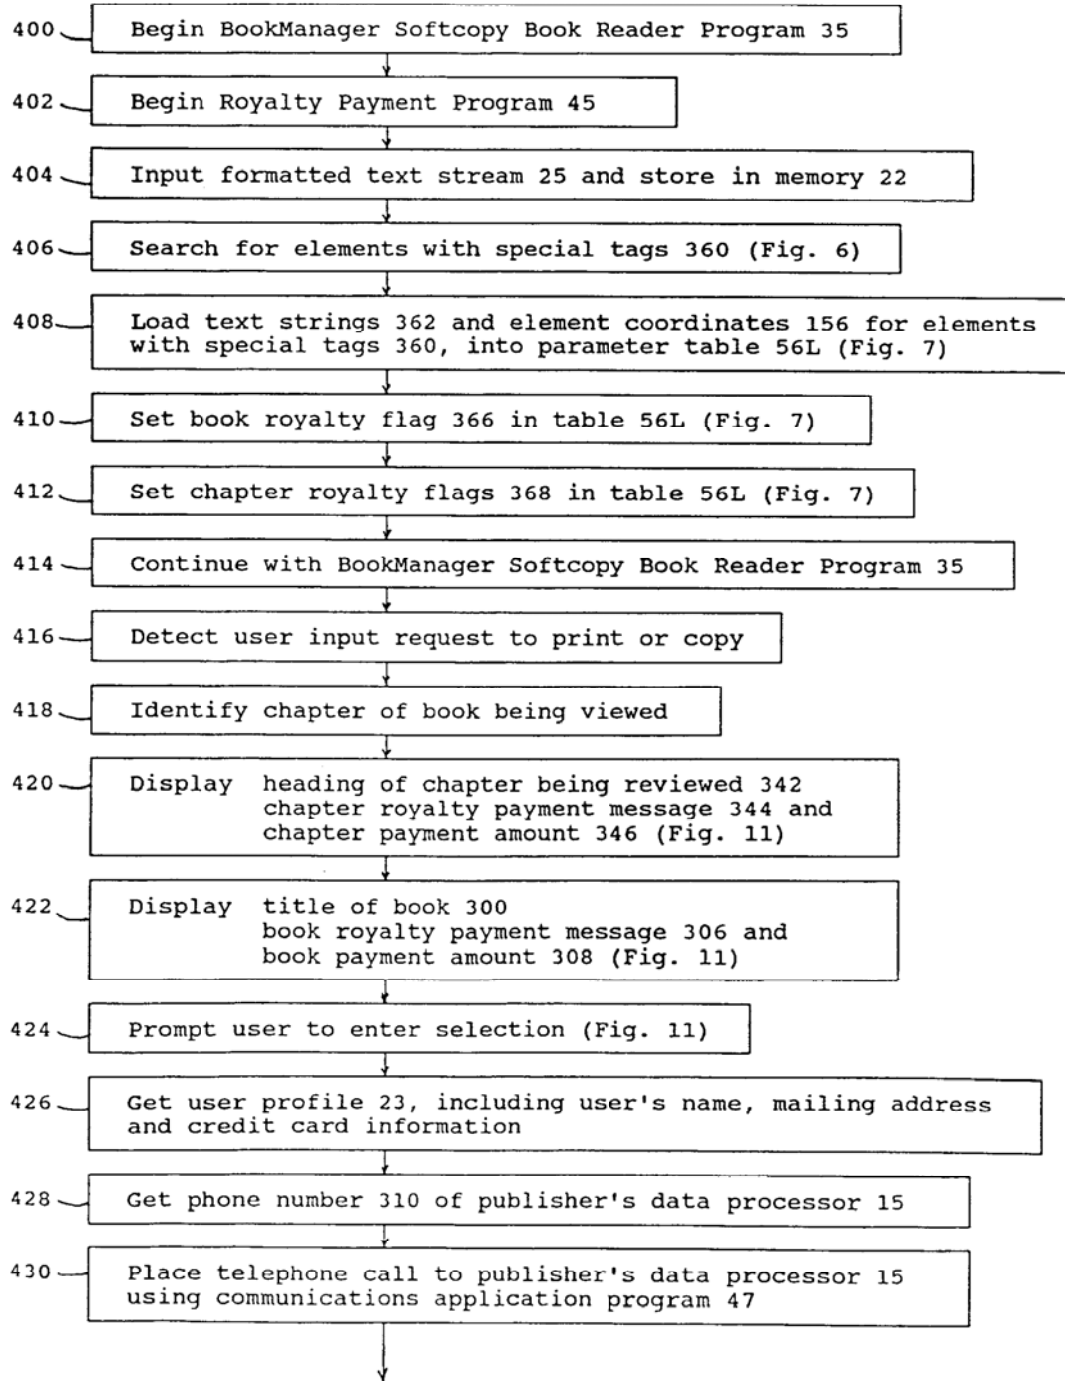 400 Begin BookManager Softcopy Book Reader Program 35
402 Begin Royalty Payment Program 45
404 Input formatted text stream 25 and store in memory 22
406 Search for elements with special tags 360 (Fig. 6)
408 Load text strings 362 and element coordinates 156 for elements
with special tags 360, into parameter table 56L (Fig. 7)
410 Set book royalty flag 366 in table 56L (Fig. 7)
412 Set chapter royalty flags 368 in table 56L (Fig. 7)
414 Continue with BookManager Softcopy Book Reader Program 35
416 Detect user input request to print or copy
418 Identify chapter of book being viewed
420 Display heading of chapter being reviewed 342
chapter royalty payment message 344 and
chapter payment amount 346 (Fig. 11)
422 Display title of book 300
book royalty payment message 306 and
book payment amount 308 (Fig. 11)
424 Prompt user to enter selection (Fig. 11)
426 Get user profile 23, including user's name, mailing address
and credit card information
428 Get phone number 310 of publisher's data processor 15
430 Place telephone call to publisher's data processor 15
using communications application program 47